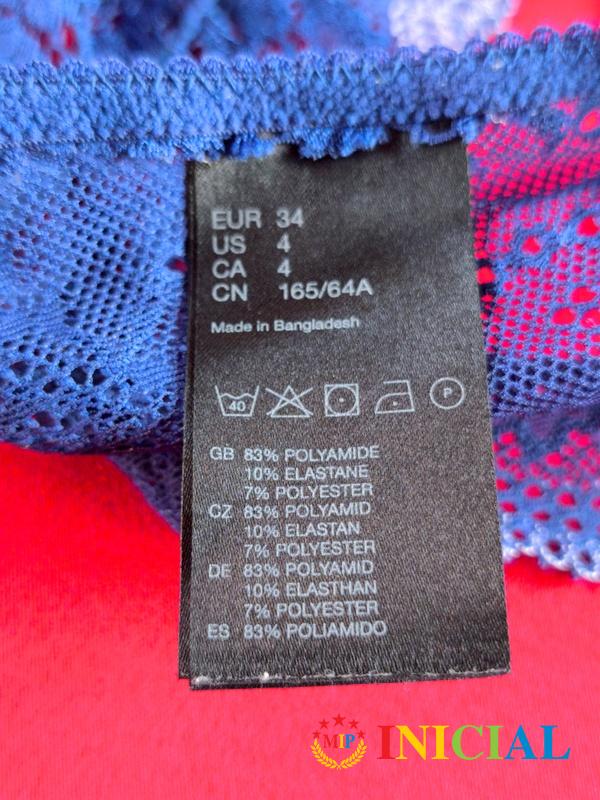 EUR 34
US 4
CA 4
CN 165/64A
Made in Bangladesh
40 P
GB 83% POLYAMIDE
10% ELASTANE
7% POLYESTER
CZ 83% POLYAMID
10% ELASTAN
7% POLYESTER
DE 83% POLYAMID
10% ELASTHAN
7% POLYESTER
ES 83% POLIAMIDO
MIP INICIAL